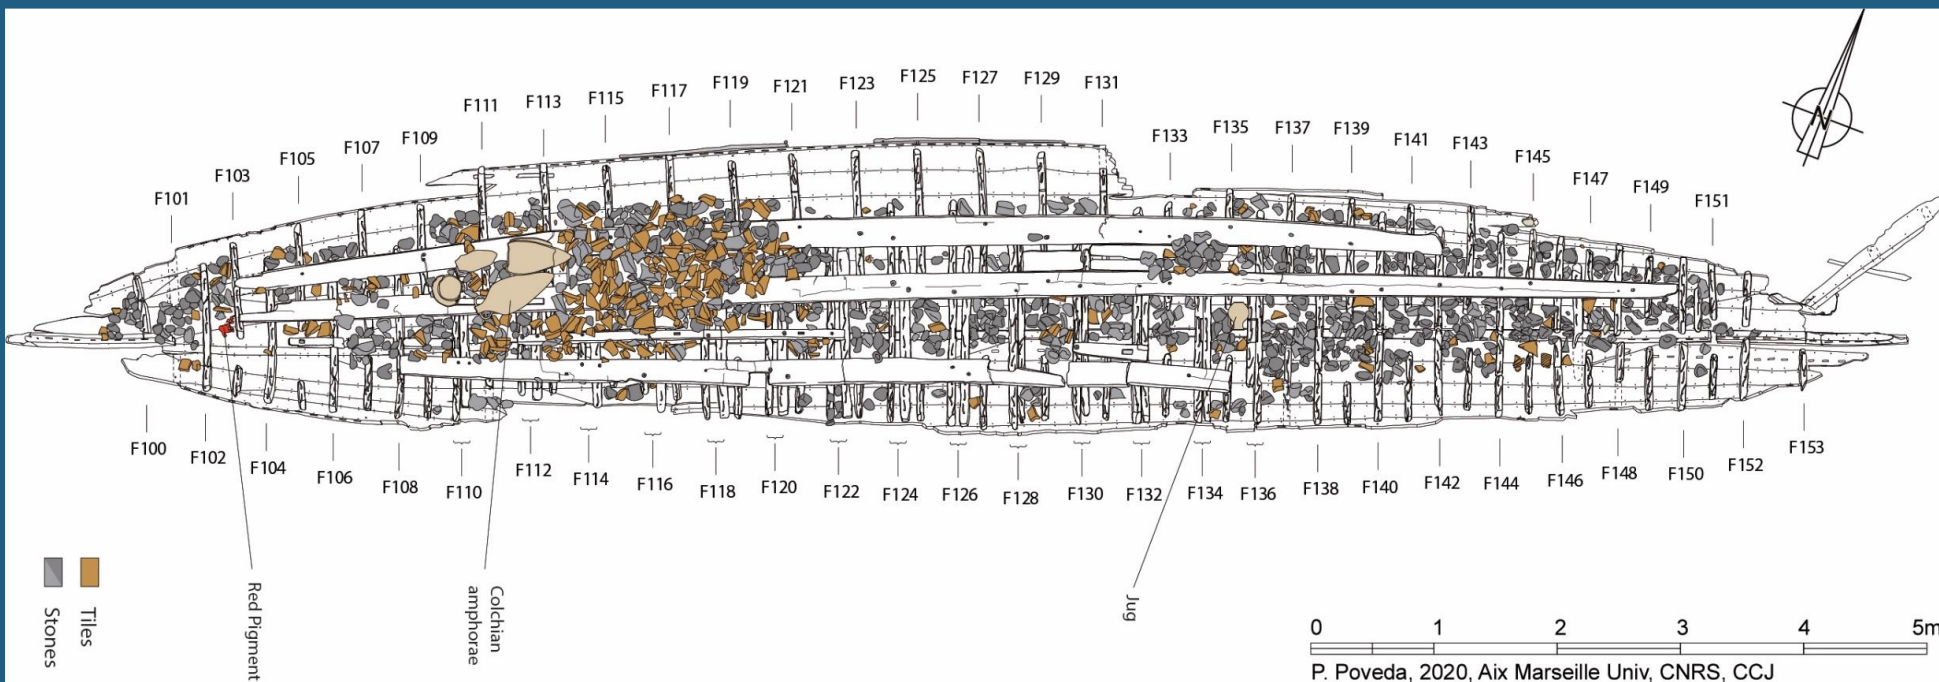 F101
F103
F105
F107
F109
F111
F113
F115
F117
F119
F121
F123
F125
F127
F129
F131
F133
F135
F137
F139
F141
F143
F145
F147
F149
F151
N
F100
F102
F104
F106
F108
F110
F112
F114
F116
F118
F120
F122
F124
F126
F128
F130
F132
F134
F136
F138
F140
F142
F144
F146
F148
F150
F152
F153
Tiles
Stones
Red Pigment
Colchian
amphorae
Jug
0 1 2 3 4 5m
P. Poveda, 2020, Aix Marseille Univ, CNRS, CCJ